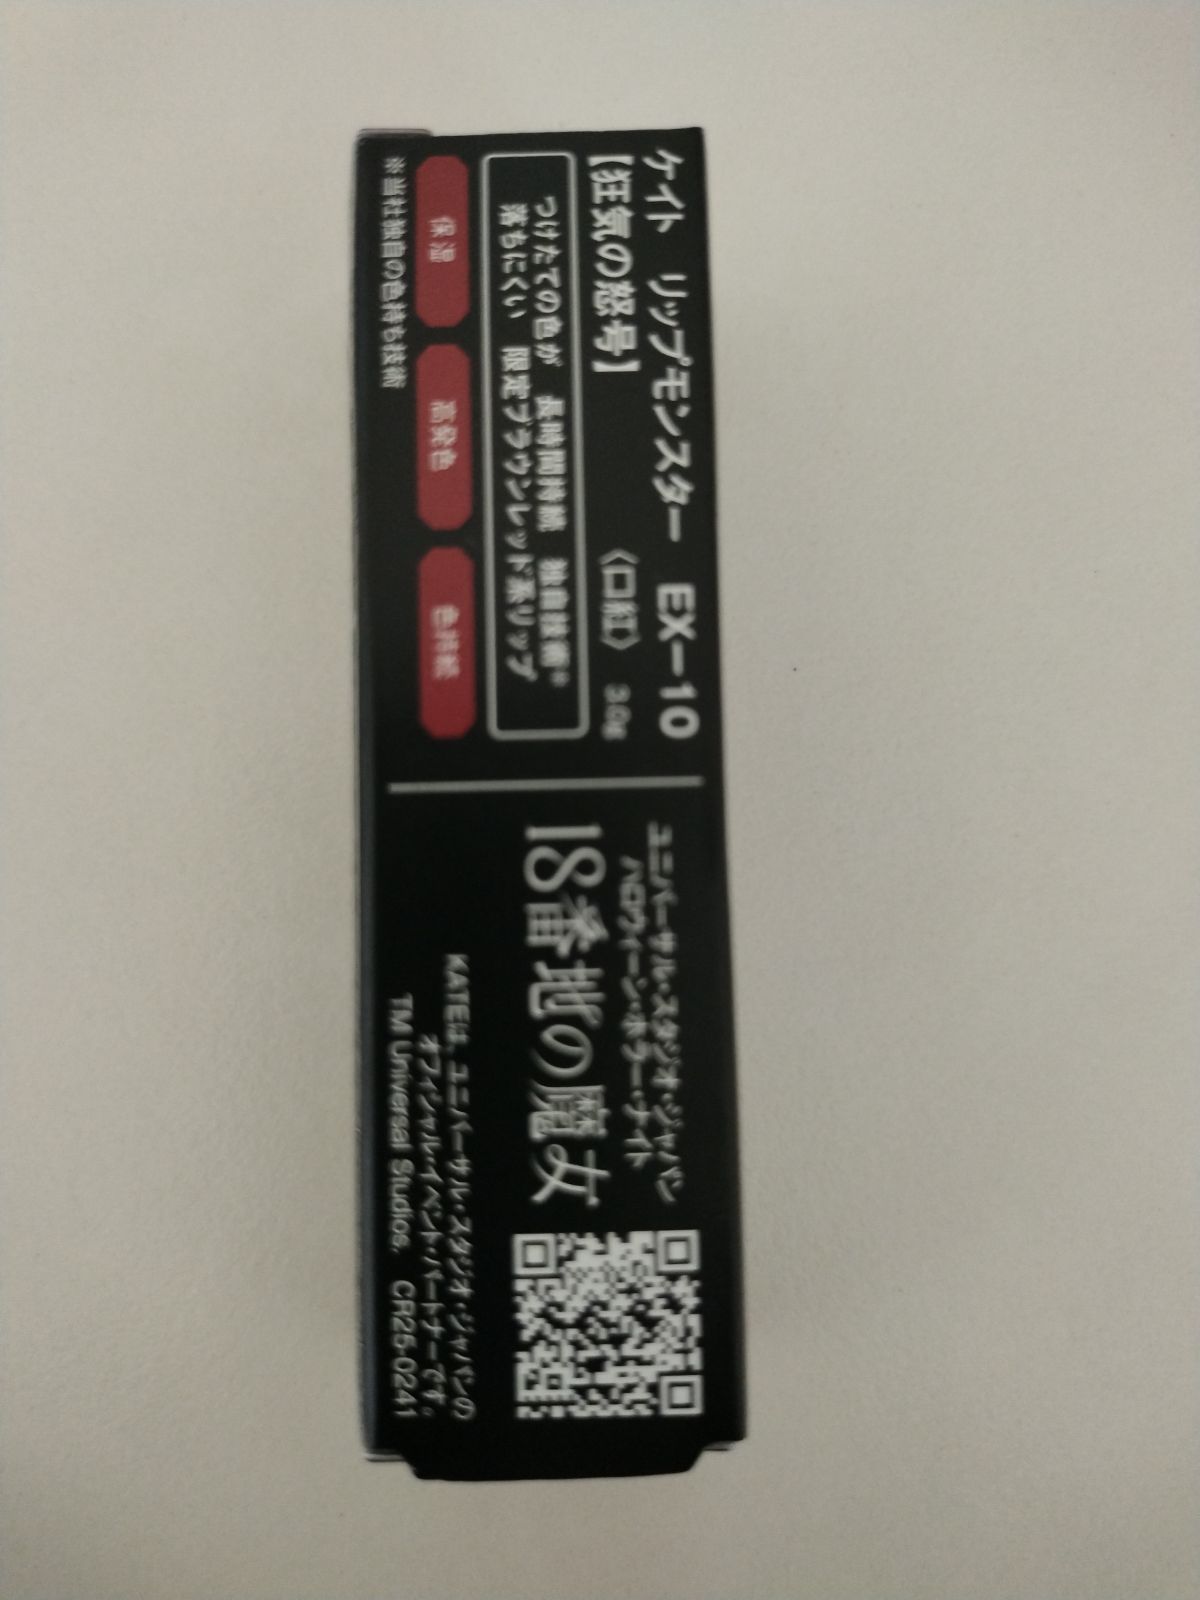 ケイト リップモンスター EX−10
【狂気の怒号】 〈口紅〉 3.0g
つけたての色が 長時間持続 独自技術※
落ちにくい 限定ブラウンレッド系リップ
保湿 高発色 色持続
※当社独自の色持ち技術
ユニバーサル・スタジオ・ジャパン
ハロウィーン・ホラー・ナイト
18番地の魔女
KATEは、ユニバーサル・スタジオ・ジャパンの
オフィシャル・イベント・パートナーです。
TM Universal Studios. CR25-0241